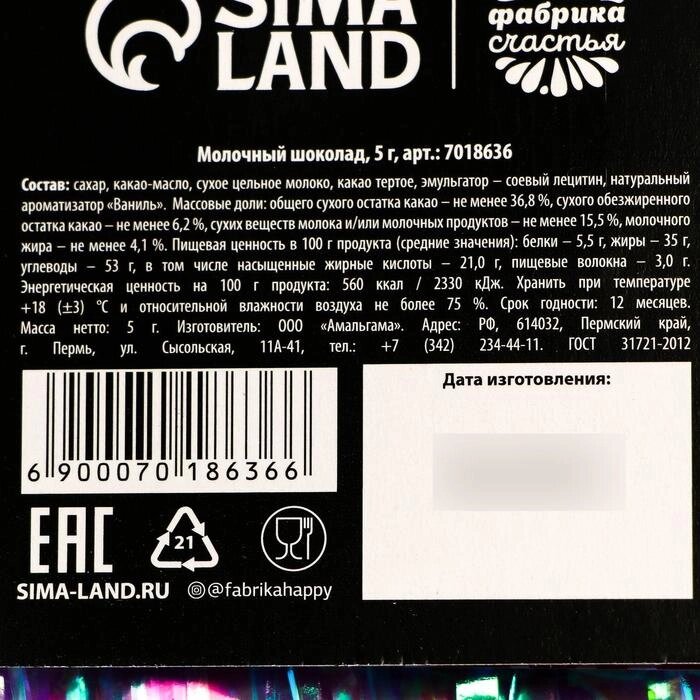 SIMA
LAND
фабрика
счастья
Молочный шоколад, 5 г, арт.: 7018636
Состав: сахар, какао-масло, сухое цельное молоко, какао тертое, эмульгатор – соевый лецитин, натуральный
ароматизатор «Ваниль». Массовые доли: общего сухого остатка какао – не менее 36,8 %, сухого обезжиренного
остатка какао – не менее 6,2 %, сухих веществ молока и/или молочных продуктов – не менее 15,5 %, молочного
жира – не менее 4,1 %. Пищевая ценность в 100 г продукта (средние значения): белки – 5,5 г, жиры – 35 г,
углеводы – 53 г, в том числе насыщенные жирные кислоты – 21,0 г, пищевые волокна – 3,0 г.
Энергетическая ценность на 100 г продукта: 560 ккал / 2330 кДж. Хранить при температуре
+18 (±3) °С и относительной влажности воздуха не более 75 %. Срок годности: 12 месяцев.
Масса нетто: 5 г. Изготовитель: ООО «Амальгама». Адрес: РФ, 614032, Пермский край,
г. Пермь, ул. Сысольская, 11А-41, тел.: +7 (342) 234-44-11. ГОСТ 31721-2012
Дата изготовления:
6 900070 186366
EAC
21
SIMA-LAND.RU @fabrikahappy